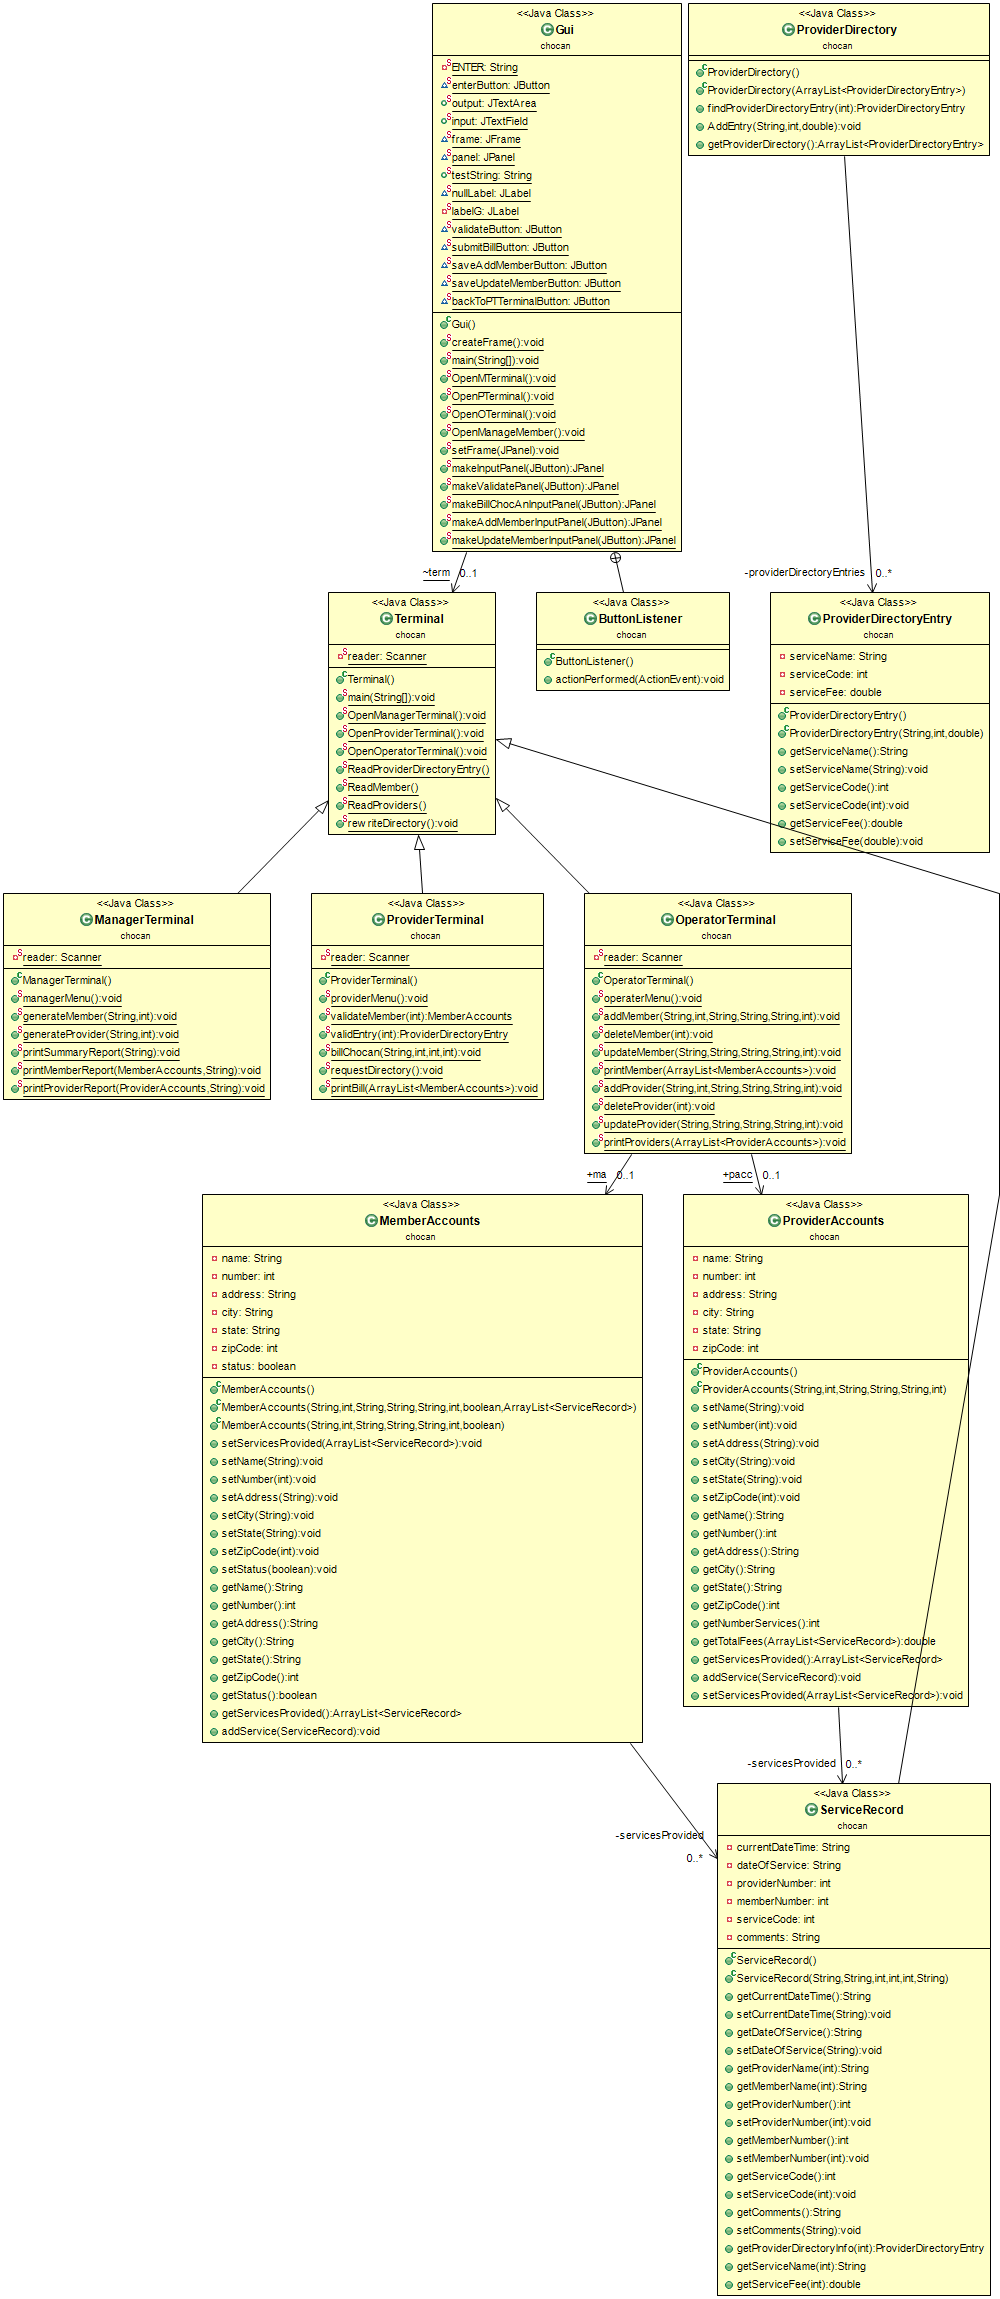 <<Java Class>>
Gui
chocan
ENTER: String
enterButton: JButton
output: JTextArea
input: JTextField
frame: JFrame
panel: JPanel
testString: String
nullLabel: JLabel
labelG: JLabel
validateButton: JButton
submitBillButton: JButton
saveAddMemberButton: JButton
saveUpdateMemberButton: JButton
backToPTTerminalButton: JButton
Gui()
createFrame():void
main(String[]):void
OpenMTerminal():void
OpenPTerminal():void
OpenOTerminal():void
OpenManageMember():void
setFrame(JPanel):void
makeInputPanel(JButton):JPanel
makeValidatePanel(JButton):JPanel
makeBillChocAnInputPanel(JButton):JPanel
makeAddMemberInputPanel(JButton):JPanel
makeUpdateMemberInputPanel(JButton):JPanel
<<Java Class>>
ProviderDirectory
chocan
ProviderDirectory()
ProviderDirectory(ArrayList<ProviderDirectoryEntry>)
findProviderDirectoryEntry(int):ProviderDirectoryEntry
AddEntry(String,int,double):void
getProviderDirectory():ArrayList<ProviderDirectoryEntry>
~term 0..1
-providerDirectoryEntries 0..*
<<Java Class>>
Terminal
chocan
reader: Scanner
Terminal()
main(String[]):void
OpenManagerTerminal():void
OpenProviderTerminal():void
OpenOperatorTerminal():void
ReadProviderDirectoryEntry()
ReadMember()
ReadProviders()
rewriteDirectory():void
<<Java Class>>
ButtonListener
chocan
ButtonListener()
actionPerformed(ActionEvent):void
<<Java Class>>
ProviderDirectoryEntry
chocan
serviceName: String
serviceCode: int
serviceFee: double
ProviderDirectoryEntry()
ProviderDirectoryEntry(String,int,double)
getServiceName():String
setServiceName(String):void
getServiceCode():int
setServiceCode(int):void
getServiceFee():double
setServiceFee(double):void
<<Java Class>>
ManagerTerminal
chocan
reader: Scanner
ManagerTerminal()
managerMenu():void
generateMember(String,int):void
generateProvider(String,int):void
printSummaryReport(String):void
printMemberReport(MemberAccounts,String):void
printProviderReport(ProviderAccounts,String):void
<<Java Class>>
ProviderTerminal
chocan
reader: Scanner
ProviderTerminal()
providerMenu():void
validateMember(int):MemberAccounts
validEntry(int):ProviderDirectoryEntry
billChocan(String,int,int,int):void
requestDirectory():void
printBill(ArrayList<MemberAccounts>):void
<<Java Class>>
OperatorTerminal
chocan
reader: Scanner
OperatorTerminal()
operaterMenu():void
addMember(String,int,String,String,String,int):void
deleteMember(int):void
updateMember(String,String,String,String,int):void
printMember(ArrayList<MemberAccounts>):void
addProvider(String,int,String,String,String,int):void
deleteProvider(int):void
updateProvider(String,String,String,String,int):void
printProviders(ArrayList<ProviderAccounts>):void
+ma 0..1
+pacc 0..1
<<Java Class>>
MemberAccounts
chocan
name: String
number: int
address: String
city: String
state: String
zipCode: int
status: boolean
MemberAccounts()
MemberAccounts(String,int,String,String,String,int,boolean,ArrayList<ServiceRecord>)
MemberAccounts(String,int,String,String,String,int,boolean)
setServicesProvided(ArrayList<ServiceRecord>):void
setName(String):void
setNumber(int):void
setAddress(String):void
setCity(String):void
setState(String):void
setZipCode(int):void
setStatus(boolean):void
getName():String
getNumber():int
getAddress():String
getCity():String
getState():String
getZipCode():int
getStatus():boolean
getServicesProvided():ArrayList<ServiceRecord>
addService(ServiceRecord):void
<<Java Class>>
ProviderAccounts
chocan
name: String
number: int
address: String
city: String
state: String
zipCode: int
ProviderAccounts()
ProviderAccounts(String,int,String,String,String,int)
setName(String):void
setNumber(int):void
setAddress(String):void
setCity(String):void
setState(String):void
setZipCode(int):void
getName():String
getNumber():int
getAddress():String
getCity():String
getState():String
getZipCode():int
getNumberServices():int
getTotalFees(ArrayList<ServiceRecord>):double
getServicesProvided():ArrayList<ServiceRecord>
addService(ServiceRecord):void
setServicesProvided(ArrayList<ServiceRecord>):void
-servicesProvided 0..*
-servicesProvided
0..*
<<Java Class>>
ServiceRecord
chocan
currentDateTime: String
dateOfService: String
providerNumber: int
memberNumber: int
serviceCode: int
comments: String
ServiceRecord()
ServiceRecord(String,String,int,int,int,String)
getCurrentDateTime():String
setCurrentDateTime(String):void
getDateOfService():String
setDateOfService(String):void
getProviderName(int):String
getMemberName(int):String
getProviderNumber():int
setProviderNumber(int):void
getMemberNumber():int
setMemberNumber(int):void
getServiceCode():int
setServiceCode(int):void
getComments():String
setComments(String):void
getProviderDirectoryInfo(int):ProviderDirectoryEntry
getServiceName(int):String
getServiceFee(int):double